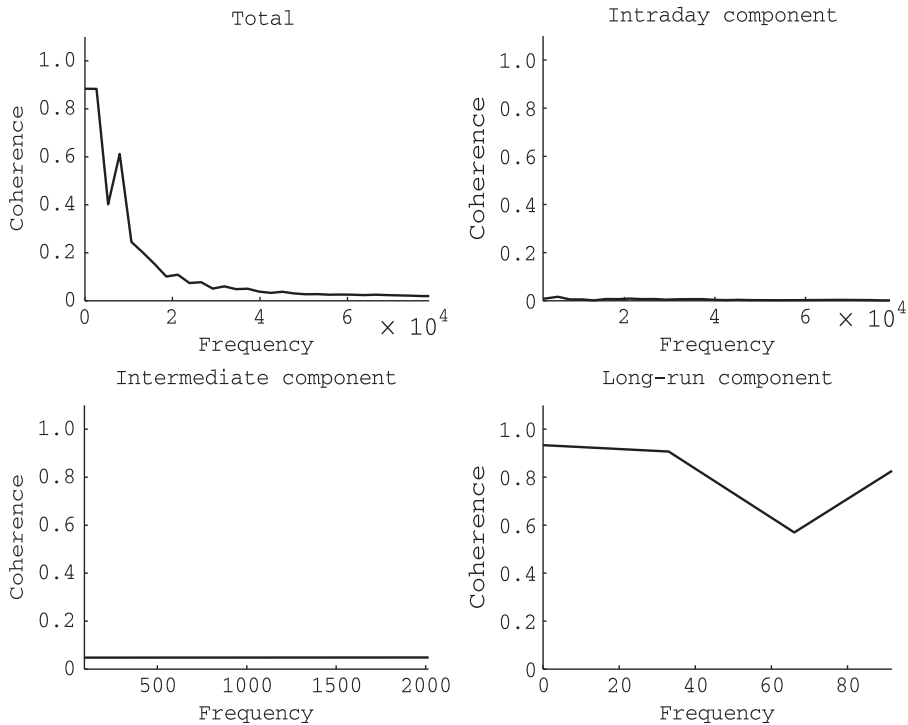 Total
Coherence
1.0
0.8
0.6
0.4
0.2
0
0 2 4 6 × 10⁴
Frequency
Intraday component
Coherence
1.0
0.8
0.6
0.4
0.2
0
2 4 6 × 10⁴
Frequency
Intermediate component
Coherence
1.0
0.8
0.6
0.4
0.2
0
500 1000 1500 2000
Frequency
Long-run component
Coherence
1.0
0.8
0.6
0.4
0.2
0
0 20 40 60 80
Frequency